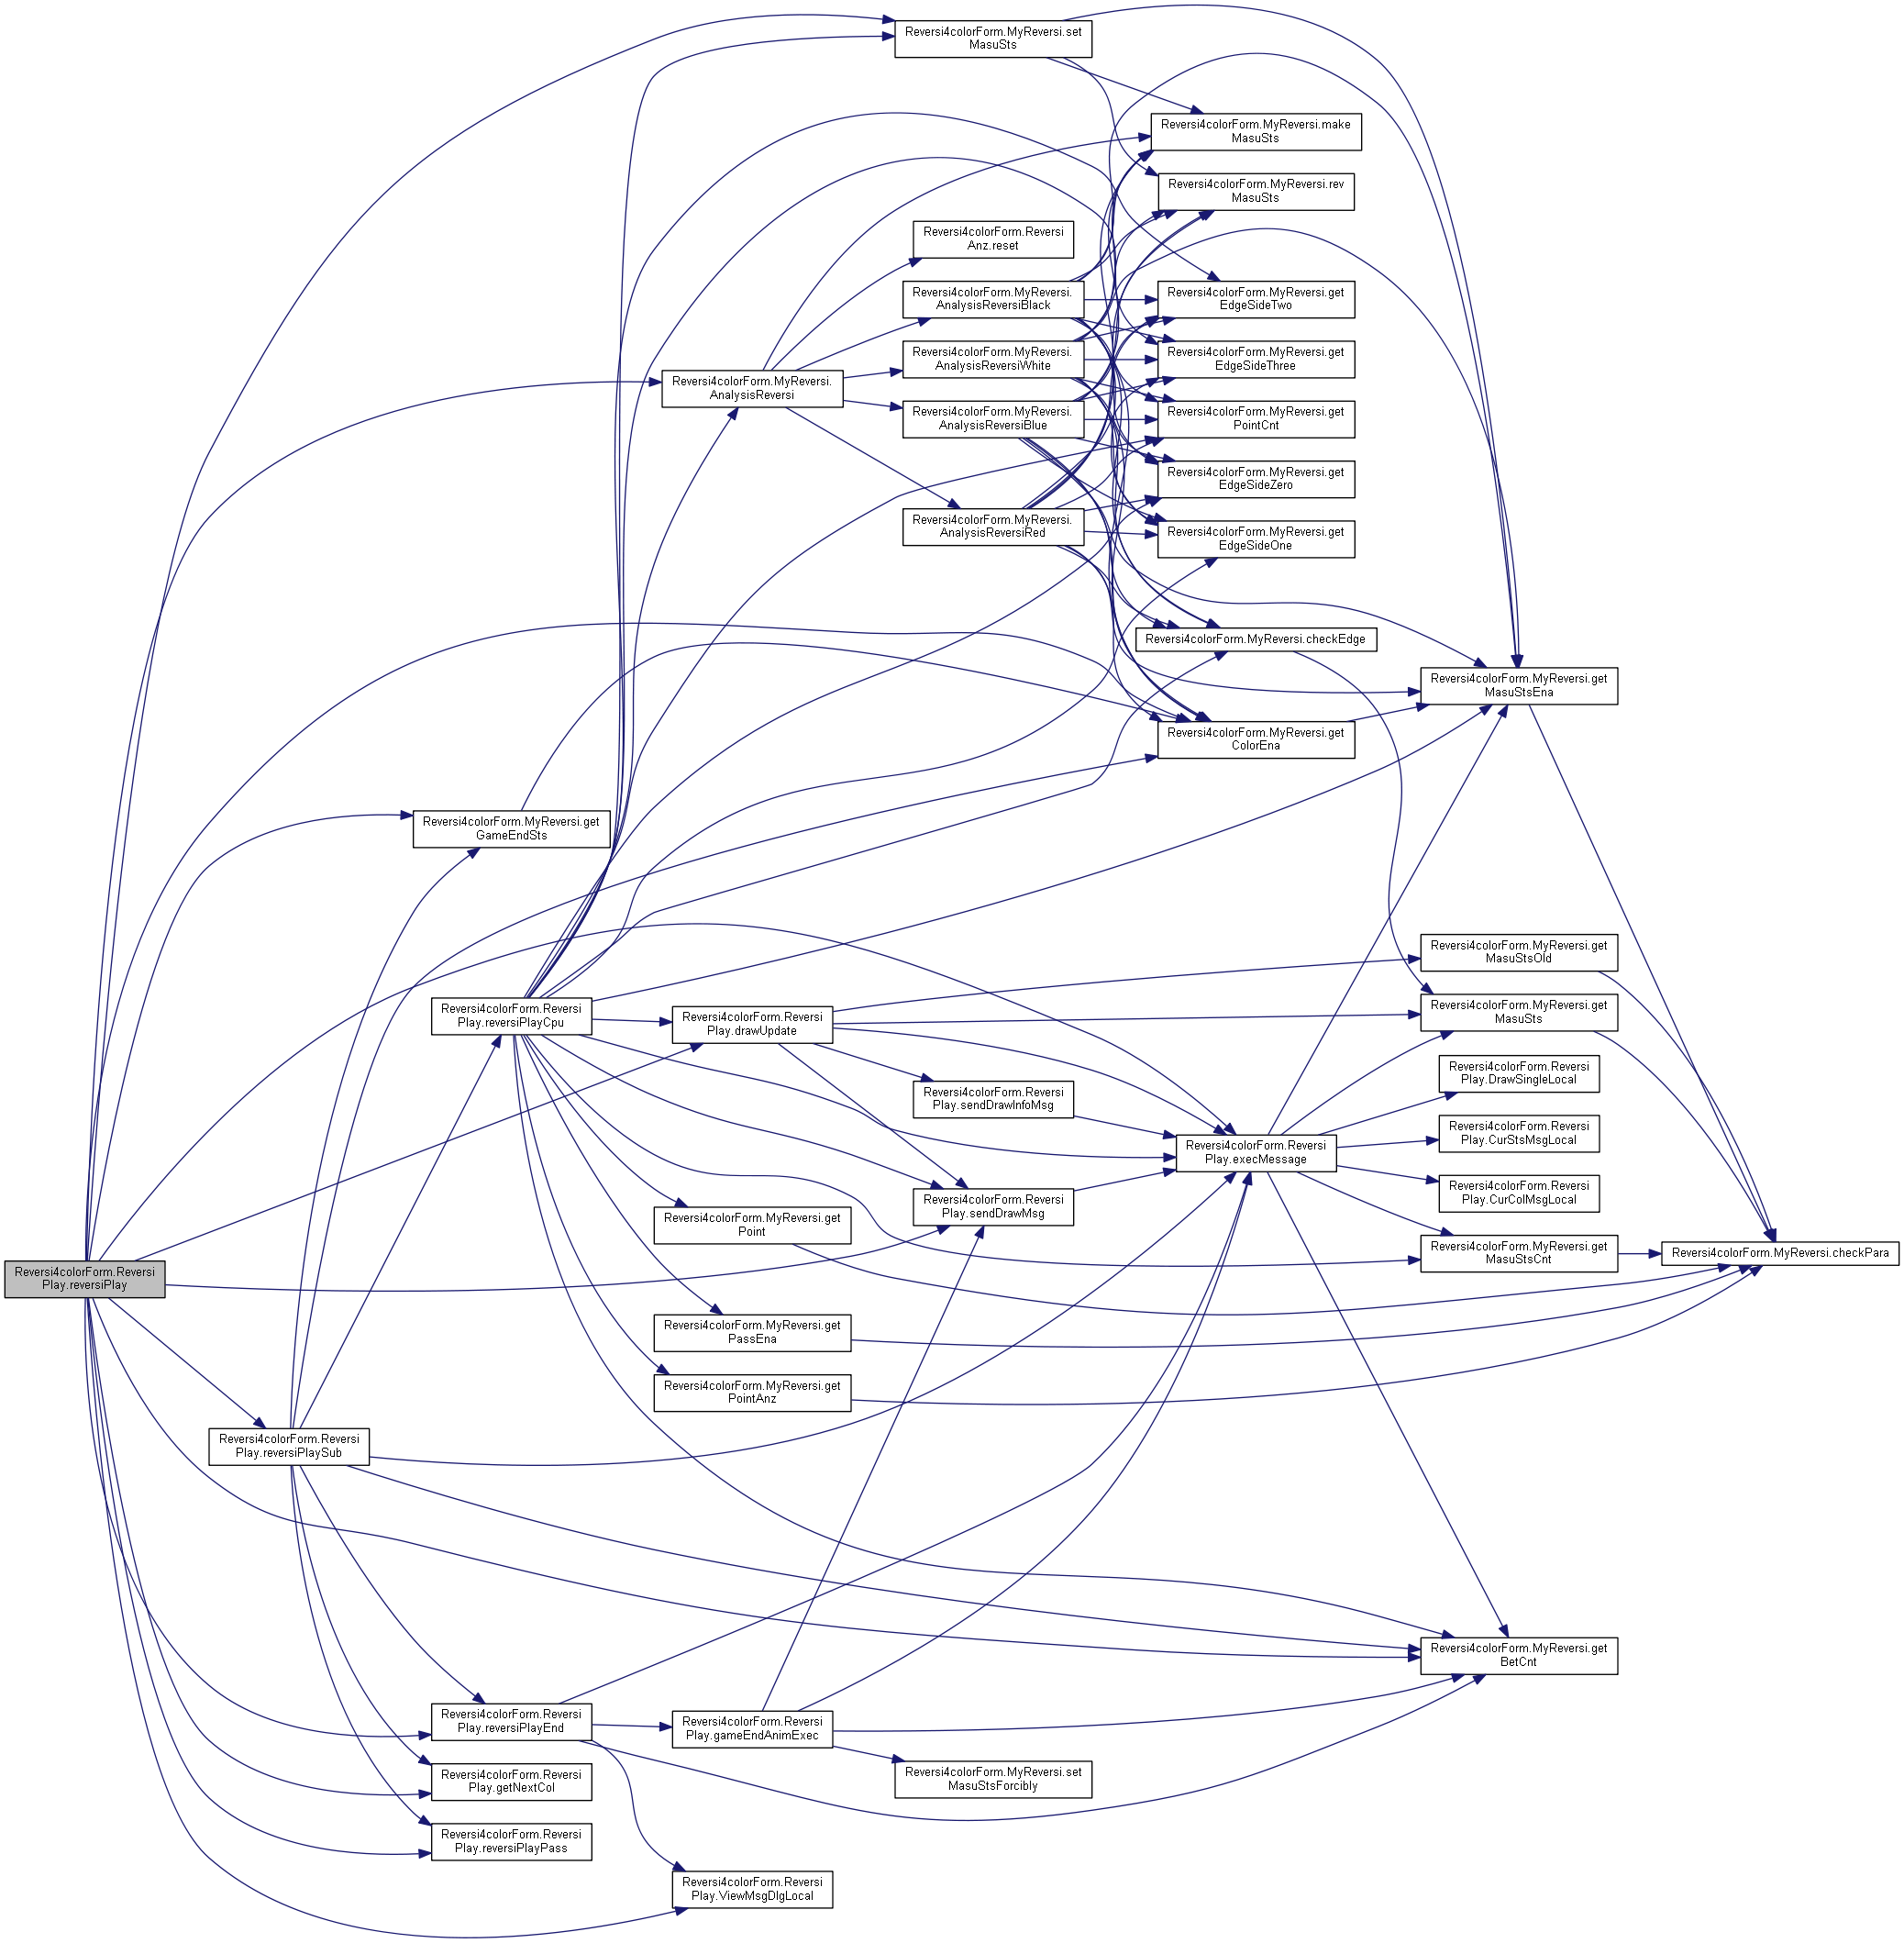 Reversi4colorForm.MyReversi.set
MasuSts
Reversi4colorForm.MyReversi.make
MasuSts
Reversi4colorForm.MyReversi.rev
MasuSts
Reversi4colorForm.Reversi
Anz.reset
Reversi4colorForm.MyReversi.
AnalysisReversiBlack
Reversi4colorForm.MyReversi.get
EdgeSideTwo
Reversi4colorForm.MyReversi.
AnalysisReversiWhite
Reversi4colorForm.MyReversi.get
EdgeSideThree
Reversi4colorForm.MyReversi.
AnalysisReversi
Reversi4colorForm.MyReversi.
AnalysisReversiBlue
Reversi4colorForm.MyReversi.get
PointCnt
Reversi4colorForm.MyReversi.get
EdgeSideZero
Reversi4colorForm.MyReversi.
AnalysisReversiRed
Reversi4colorForm.MyReversi.get
EdgeSideOne
Reversi4colorForm.MyReversi.checkEdge
Reversi4colorForm.MyReversi.get
MasuStsEna
Reversi4colorForm.MyReversi.get
ColorEna
Reversi4colorForm.MyReversi.get
GameEndSts
Reversi4colorForm.MyReversi.get
MasuStsOld
Reversi4colorForm.Reversi
Play.reversiPlayCpu
Reversi4colorForm.Reversi
Play.drawUpdate
Reversi4colorForm.MyReversi.get
MasuSts
Reversi4colorForm.Reversi
Play.DrawSingleLocal
Reversi4colorForm.Reversi
Play.sendDrawInfoMsg
Reversi4colorForm.Reversi
Play.CurStsMsgLocal
Reversi4colorForm.Reversi
Play.execMessage
Reversi4colorForm.Reversi
Play.CurColMsgLocal
Reversi4colorForm.Reversi
Play.sendDrawMsg
Reversi4colorForm.MyReversi.get
Point
Reversi4colorForm.MyReversi.get
MasuStsCnt
Reversi4colorForm.MyReversi.checkPara
Reversi4colorForm.Reversi
Play.reversiPlay
Reversi4colorForm.MyReversi.get
PassEna
Reversi4colorForm.MyReversi.get
PointAnz
Reversi4colorForm.Reversi
Play.reversiPlaySub
Reversi4colorForm.MyReversi.get
BetCnt
Reversi4colorForm.Reversi
Play.reversiPlayEnd
Reversi4colorForm.Reversi
Play.gameEndAnimExec
Reversi4colorForm.MyReversi.set
MasuStsForcibly
Reversi4colorForm.Reversi
Play.getNextCol
Reversi4colorForm.Reversi
Play.reversiPlayPass
Reversi4colorForm.Reversi
Play.ViewMsgDlgLocal